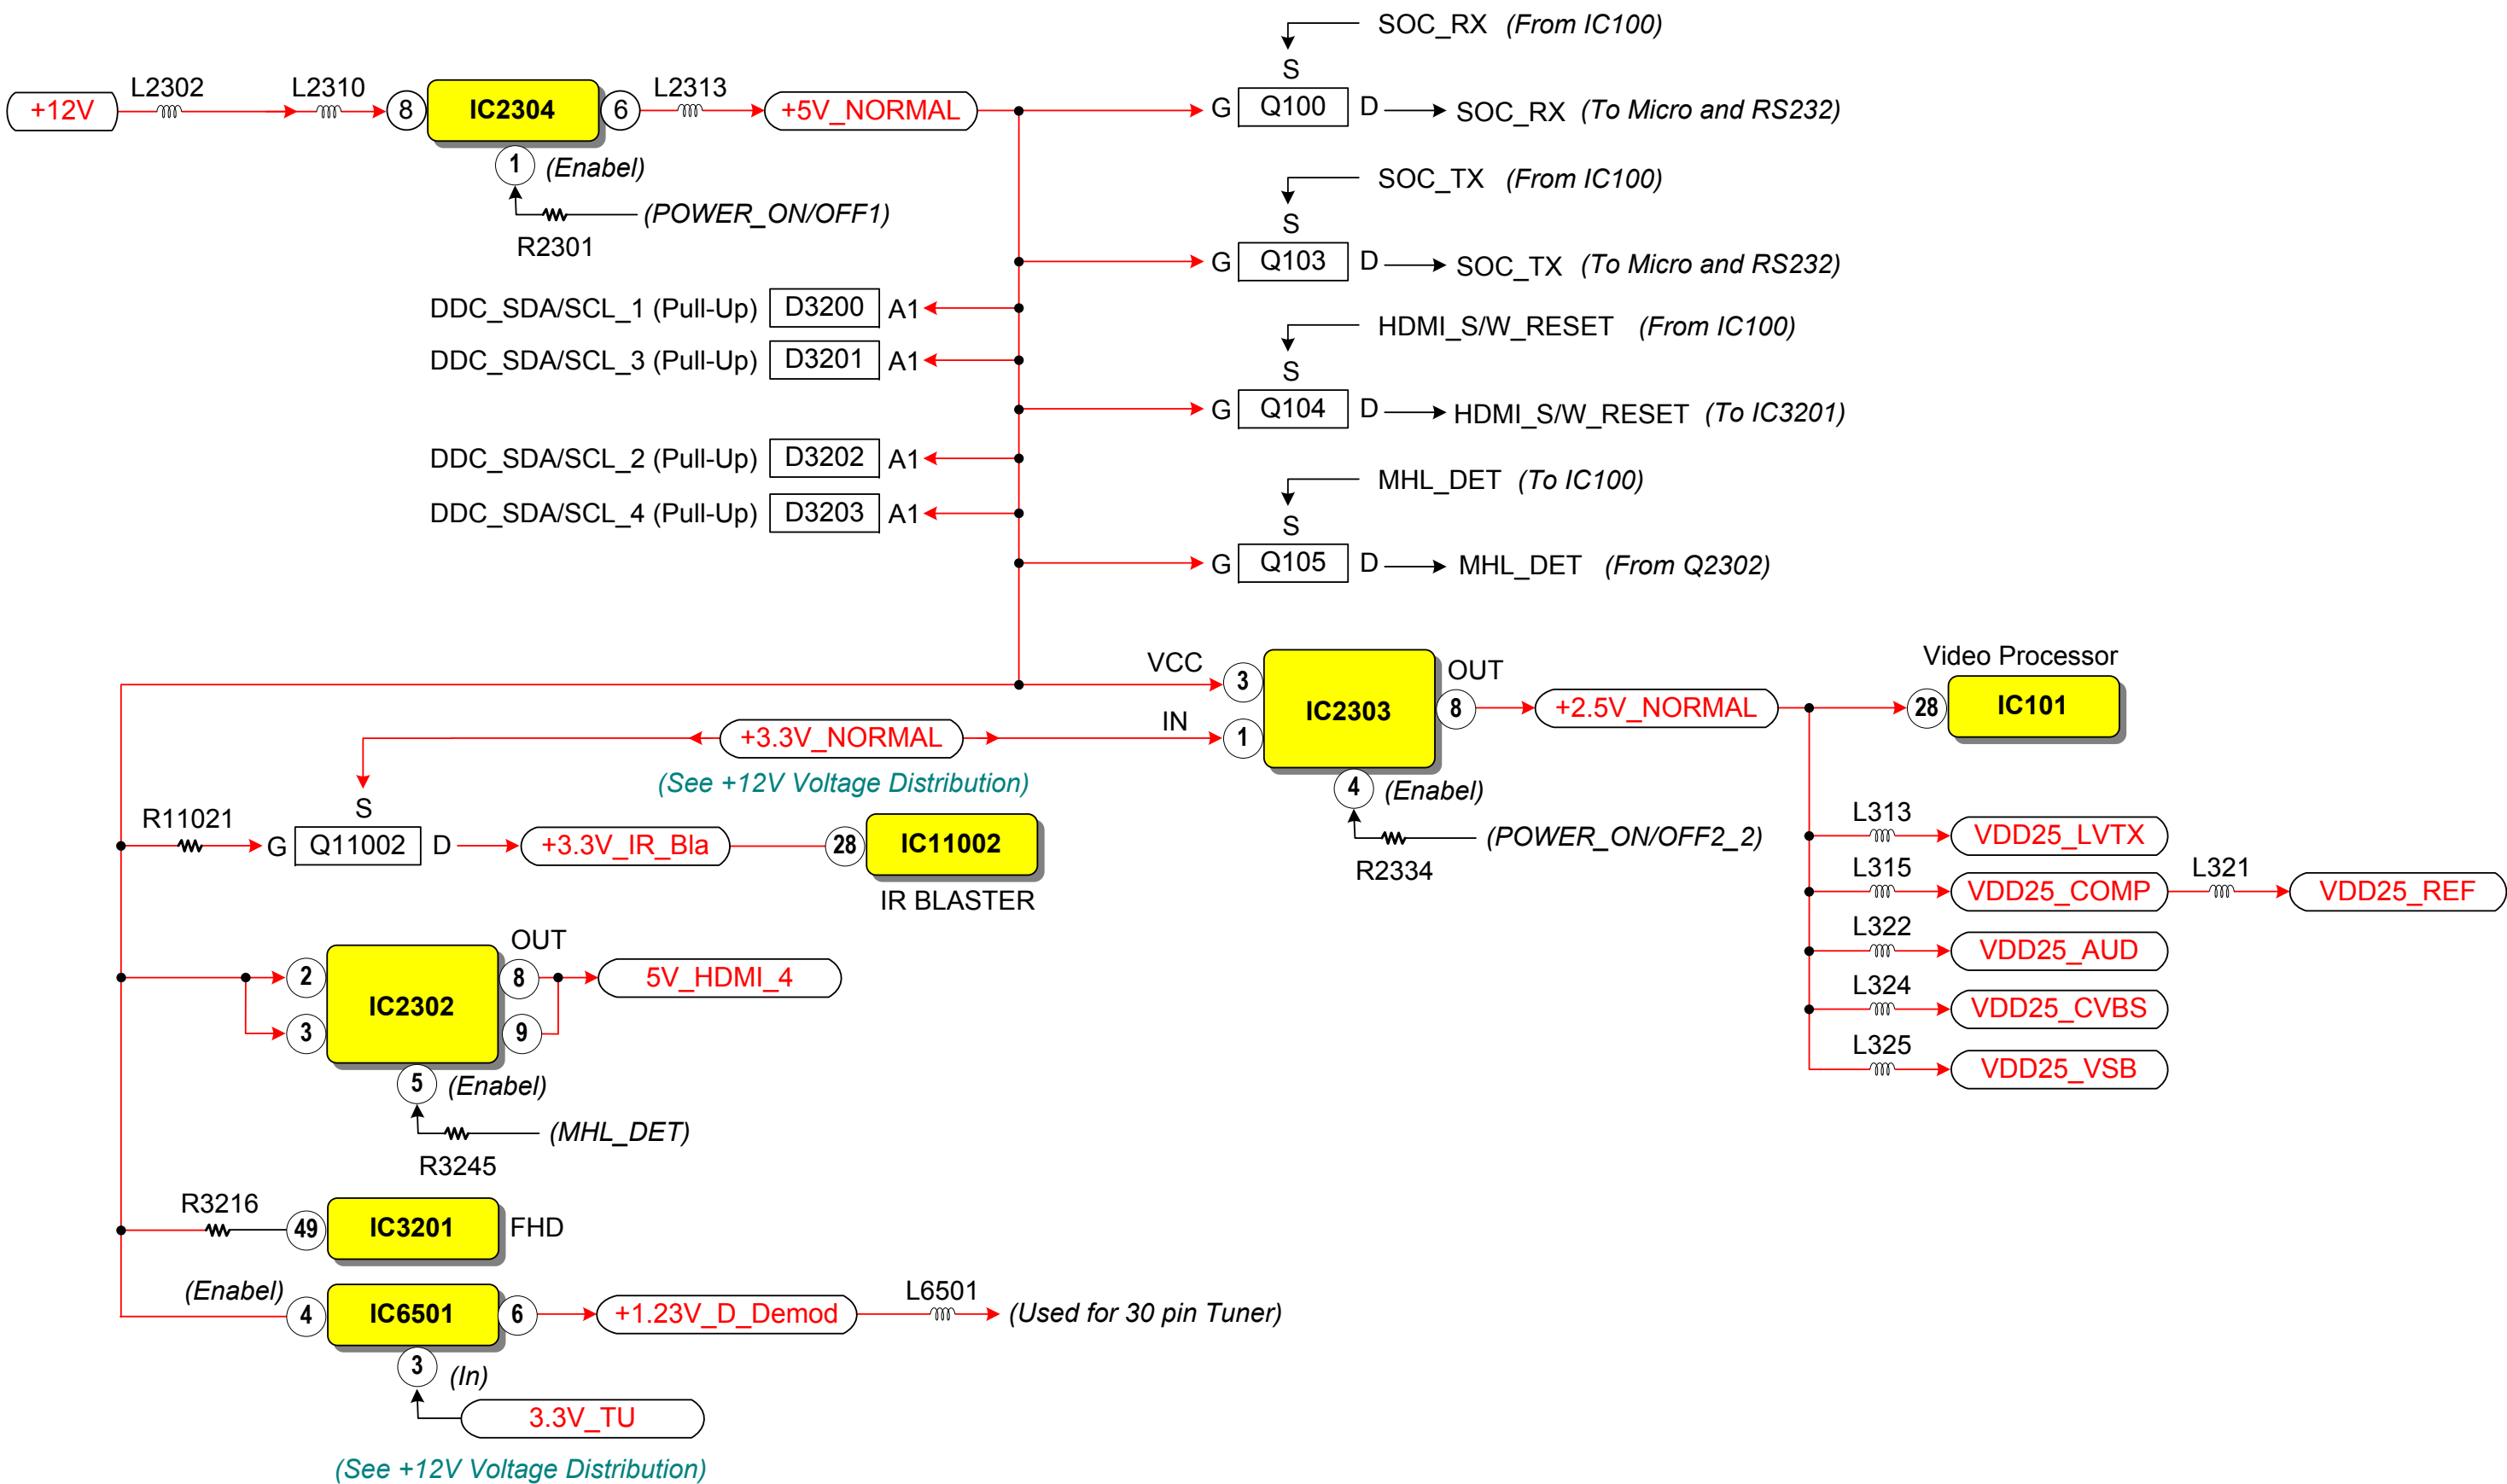 SOC_RX (From IC100)
S
+12V L2302 L2310 8 IC2304 6 L2313 +5V_NORMAL G Q100 D SOC_RX (To Micro and RS232)
1 (Enabel)
(POWER_ON/OFF1)
R2301
SOC_TX (From IC100)
S
G Q103 D SOC_TX (To Micro and RS232)
DDC_SDA/SCL_1 (Pull-Up) D3200 A1
DDC_SDA/SCL_3 (Pull-Up) D3201 A1
HDMI_S/W_RESET (From IC100)
S
G Q104 D HDMI_S/W_RESET (To IC3201)
DDC_SDA/SCL_2 (Pull-Up) D3202 A1
DDC_SDA/SCL_4 (Pull-Up) D3203 A1
MHL_DET (To IC100)
S
G Q105 D MHL_DET (From Q2302)
VCC 3 IC2303 OUT 8 +2.5V_NORMAL
Video Processor
28 IC101
+3.3V_NORMAL IN 1
(See +12V Voltage Distribution)
4 (Enabel)
(POWER_ON/OFF2_2)
R2334
S
R11021 G Q11002 D +3.3V_IR_Bla 28 IC11002
IR BLASTER
L313 VDD25_LVTX
L315 VDD25_COMP L321 VDD25_REF
L322 VDD25_AUD
L324 VDD25_CVBS
L325 VDD25_VSB
OUT
2 IC2302 8 5V_HDMI_4
3 9
5 (Enabel)
(MHL_DET)
R3245
R3216 49 IC3201 FHD
(Enabel) 4 IC6501 6 +1.23V_D_Demod L6501 (Used for 30 pin Tuner)
3 (In)
3.3V_TU
(See +12V Voltage Distribution)